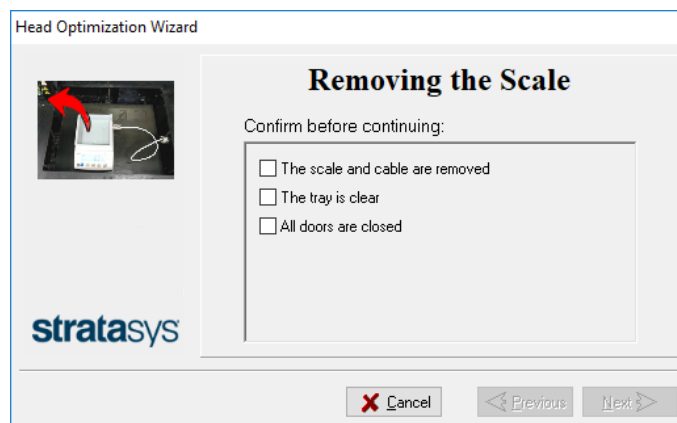 Head Optimization Wizard
Removing the Scale
Confirm before continuing:
The scale and cable are removed
The tray is clear
All doors are closed
stratasys
Cancel
Previous
Next